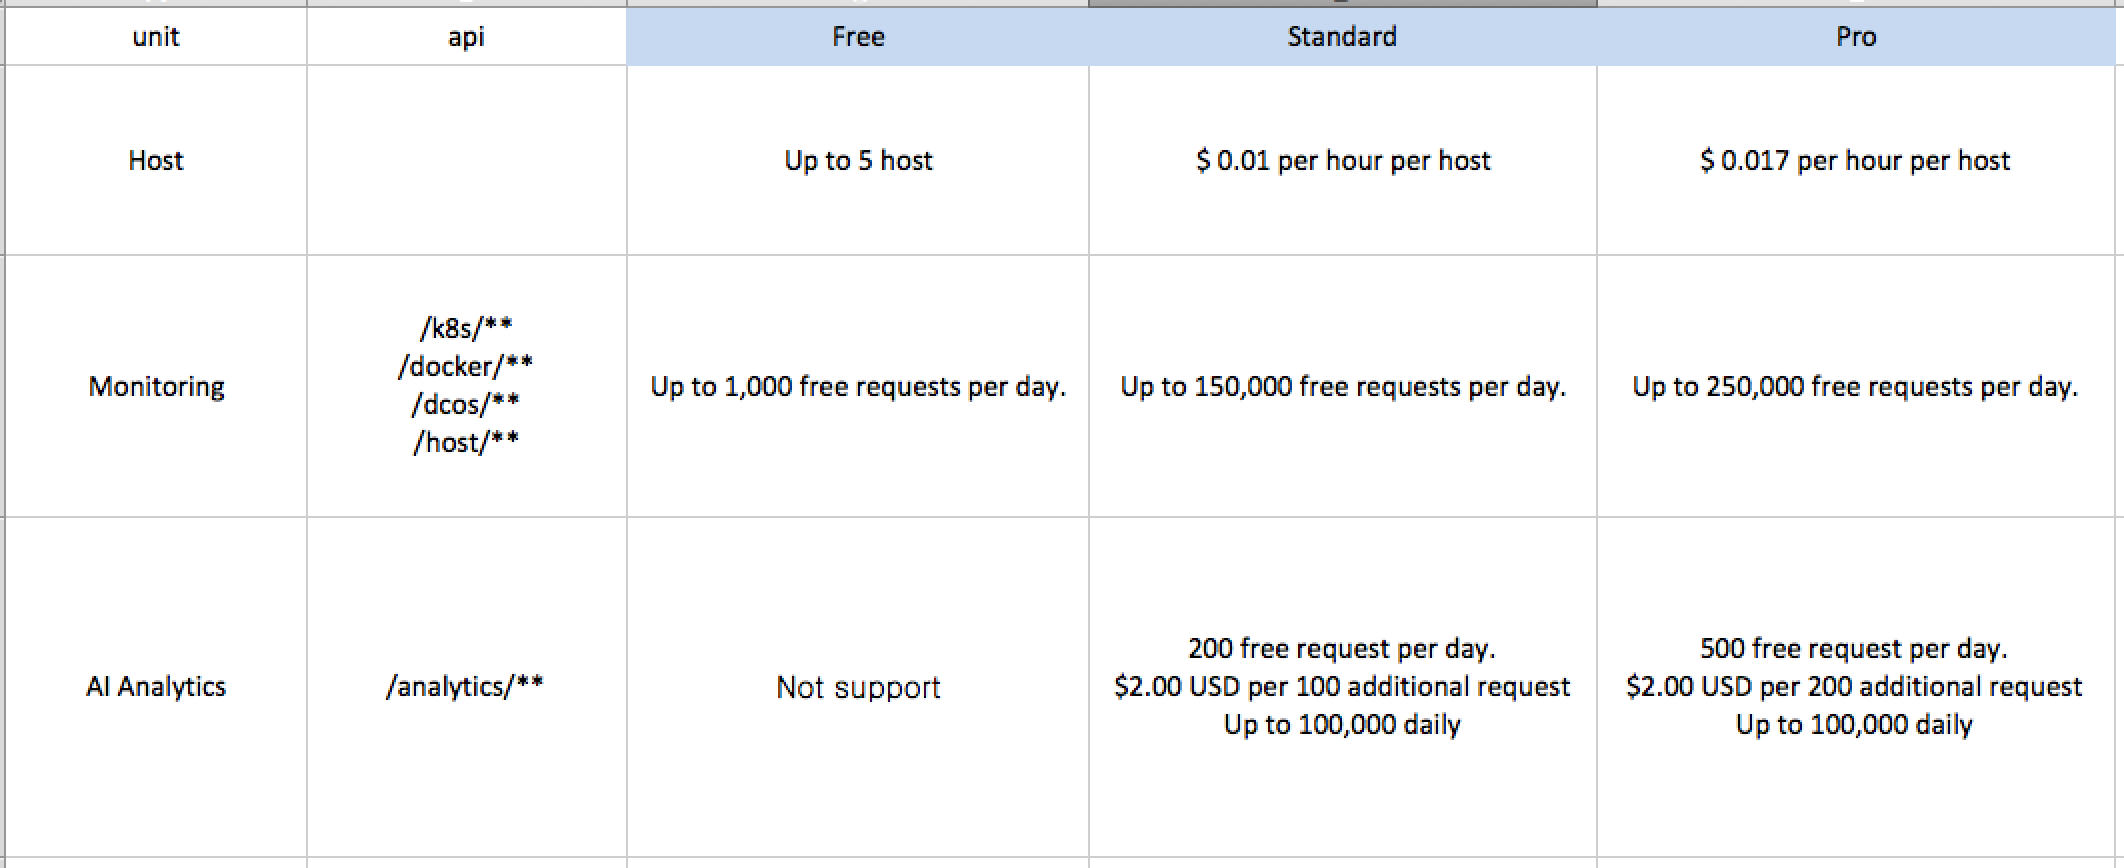 unit api Free Standard Pro
Host Up to 5 host $ 0.01 per hour per host $ 0.017 per hour per host
Monitoring
/k8s/**
/docker/**
/dcos/**
/host/**
Up to 1,000 free requests per day.
Up to 150,000 free requests per day.
Up to 250,000 free requests per day.
AI Analytics
/analytics/**
Not support
200 free request per day.
$2.00 USD per 100 additional request
Up to 100,000 daily
500 free request per day.
$2.00 USD per 200 additional request
Up to 100,000 daily